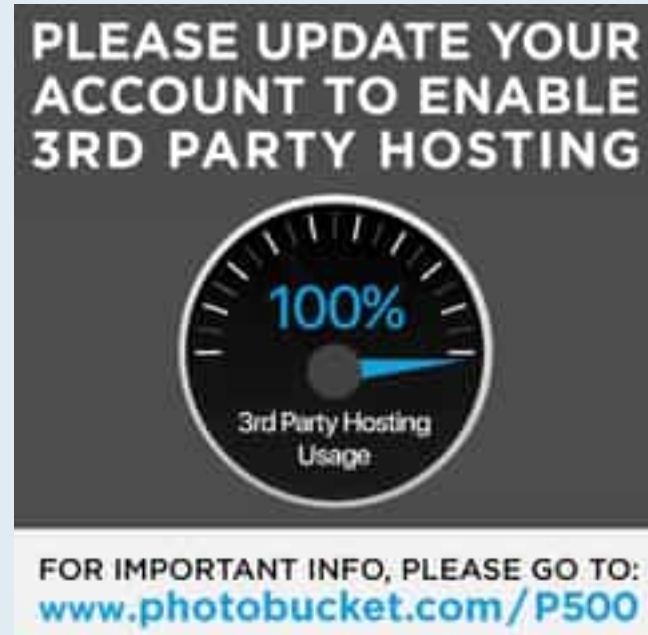 PLEASE UPDATE YOUR
ACCOUNT TO ENABLE
3RD PARTY HOSTING
100%
3rd Party Hosting
Usage
FOR IMPORTANT INFO, PLEASE GO TO:
www.photobucket.com/P500